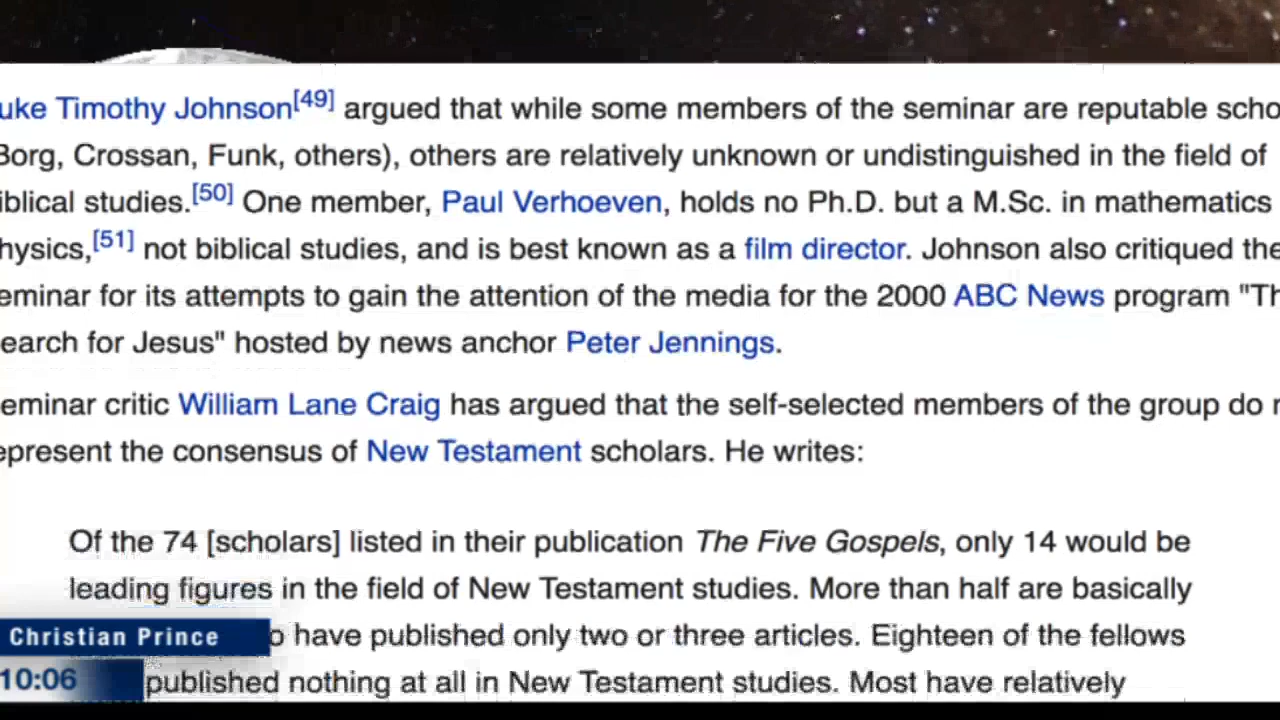 uke Timothy Johnson[49] argued that while some members of the seminar are reputable scho
Borg, Crossan, Funk, others), others are relatively unknown or undistinguished in the field of
iblical studies.[50] One member, Paul Verhoeven, holds no Ph.D. but a M.Sc. in mathematics
hysics,[51] not biblical studies, and is best known as a film director. Johnson also critiqued the
eminar for its attempts to gain the attention of the media for the 2000 ABC News program "Th
earch for Jesus" hosted by news anchor Peter Jennings.
eminar critic William Lane Craig has argued that the self-selected members of the group do n
epresent the consensus of New Testament scholars. He writes:
Of the 74 [scholars] listed in their publication The Five Gospels, only 14 would be
leading figures in the field of New Testament studies. More than half are basically
o have published only two or three articles. Eighteen of the fellows
published nothing at all in New Testament studies. Most have relatively
Christian Prince
10:06